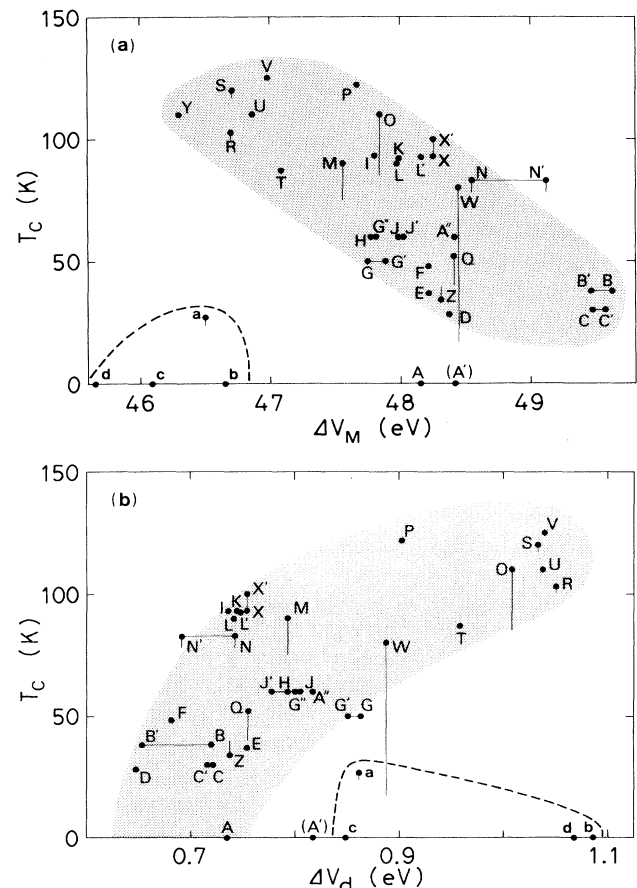 150
(a)
V
S
P
Y
U
O
R
X'
K
100
I
M
L
L'
X
T
N
N'
W
G" J J'
A"
H
50
G
G'
Q
F
E
Z
D
B' B
C C'
a
d
c
b
A
(A')
0
46
47
48
49
T_C (K)
ΔV_M (eV)
150
(b)
P
V
S
O
U
R
100
X'
I K
X
M
L L'
N'
N
W
T
J' H J
G" A"
50
F
Q
G' G
B' B
E
D
C' C
Z
a
A
(A')
c
d
b
0
0.7
0.9
1.1
T_C (K)
ΔV_d (eV)